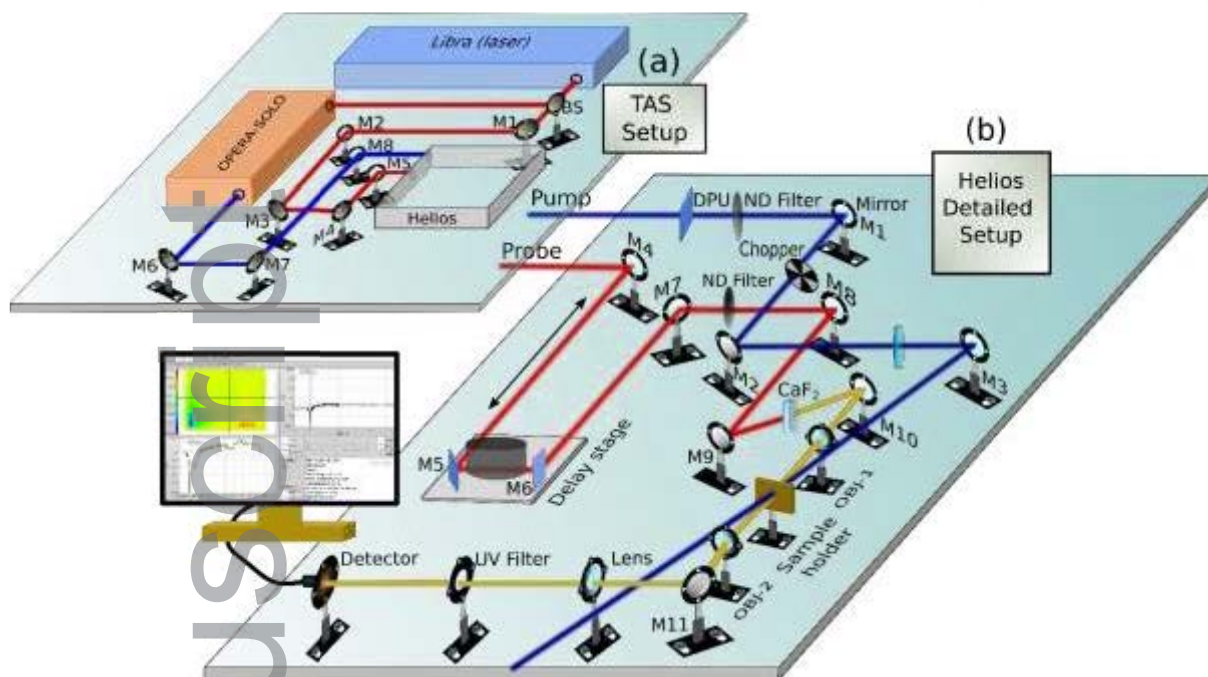 Libra (laser)
(a)
TAS
Setup
OPERA-SOLO
BS
M1
M2
M8
M5
M3
M4
Helios
M6
M7
(b)
Helios
Detailed
Setup
Pump
DPU
ND Filter
Mirror
M1
Chopper
Probe
M4
M7
ND Filter
M8
M2
M3
CaF₂
M10
M9
M5
M6
Delay stage
OBJ-1
Sample
holder
OBJ-2
Detector
UV Filter
Lens
M11